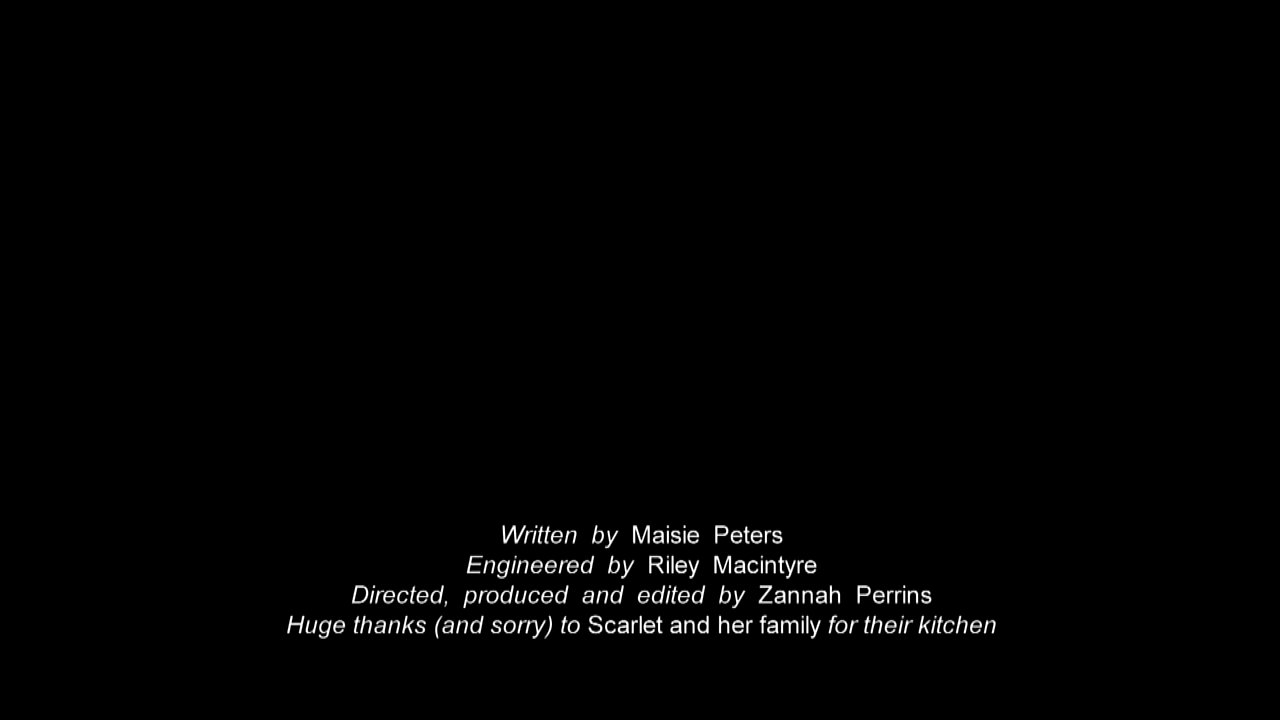 Written by Maisie Peters
Engineered by Riley Macintyre
Directed, produced and edited by Zannah Perrins
Huge thanks (and sorry) to Scarlet and her family for their kitchen